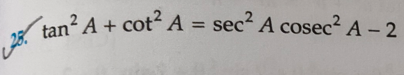 25. tan² A + cot² A = sec² A cosec² A – 2